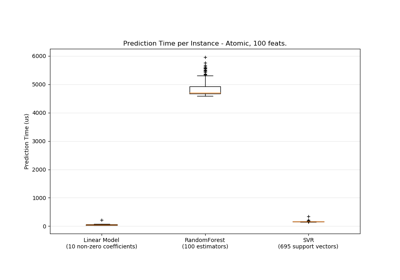 Prediction Time per Instance - Atomic, 100 feats.
Prediction Time (us)
6000
5000
4000
3000
2000
1000
0
Linear Model
(10 non-zero coefficients)
RandomForest
(100 estimators)
SVR
(695 support vectors)